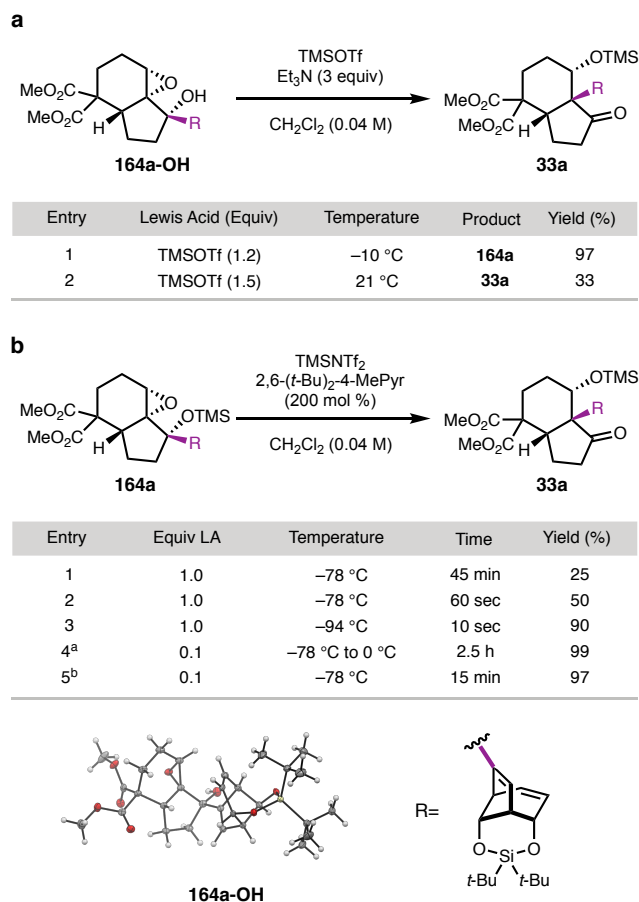 a
MeO₂C
MeO₂C
H
O
OH
R
164a-OH
TMSOTf
Et₃N (3 equiv)
CH₂Cl₂ (0.04 M)
OTMS
R
MeO₂C
MeO₂C
H
O
33a
Entry Lewis Acid (Equiv) Temperature Product Yield (%)
1 TMSOTf (1.2) –10 °C 164a 97
2 TMSOTf (1.5) 21 °C 33a 33
b
MeO₂C
MeO₂C
H
O
OTMS
R
164a
TMSNTf₂
2,6-(t-Bu)₂-4-MePyr
(200 mol %)
CH₂Cl₂ (0.04 M)
OTMS
R
MeO₂C
MeO₂C
H
O
33a
Entry Equiv LA Temperature Time Yield (%)
1 1.0 –78 °C 45 min 25
2 1.0 –78 °C 60 sec 50
3 1.0 –94 °C 10 sec 90
4ᵃ 0.1 –78 °C to 0 °C 2.5 h 99
5ᵇ 0.1 –78 °C 15 min 97
164a-OH
R=
O Si O
t-Bu t-Bu